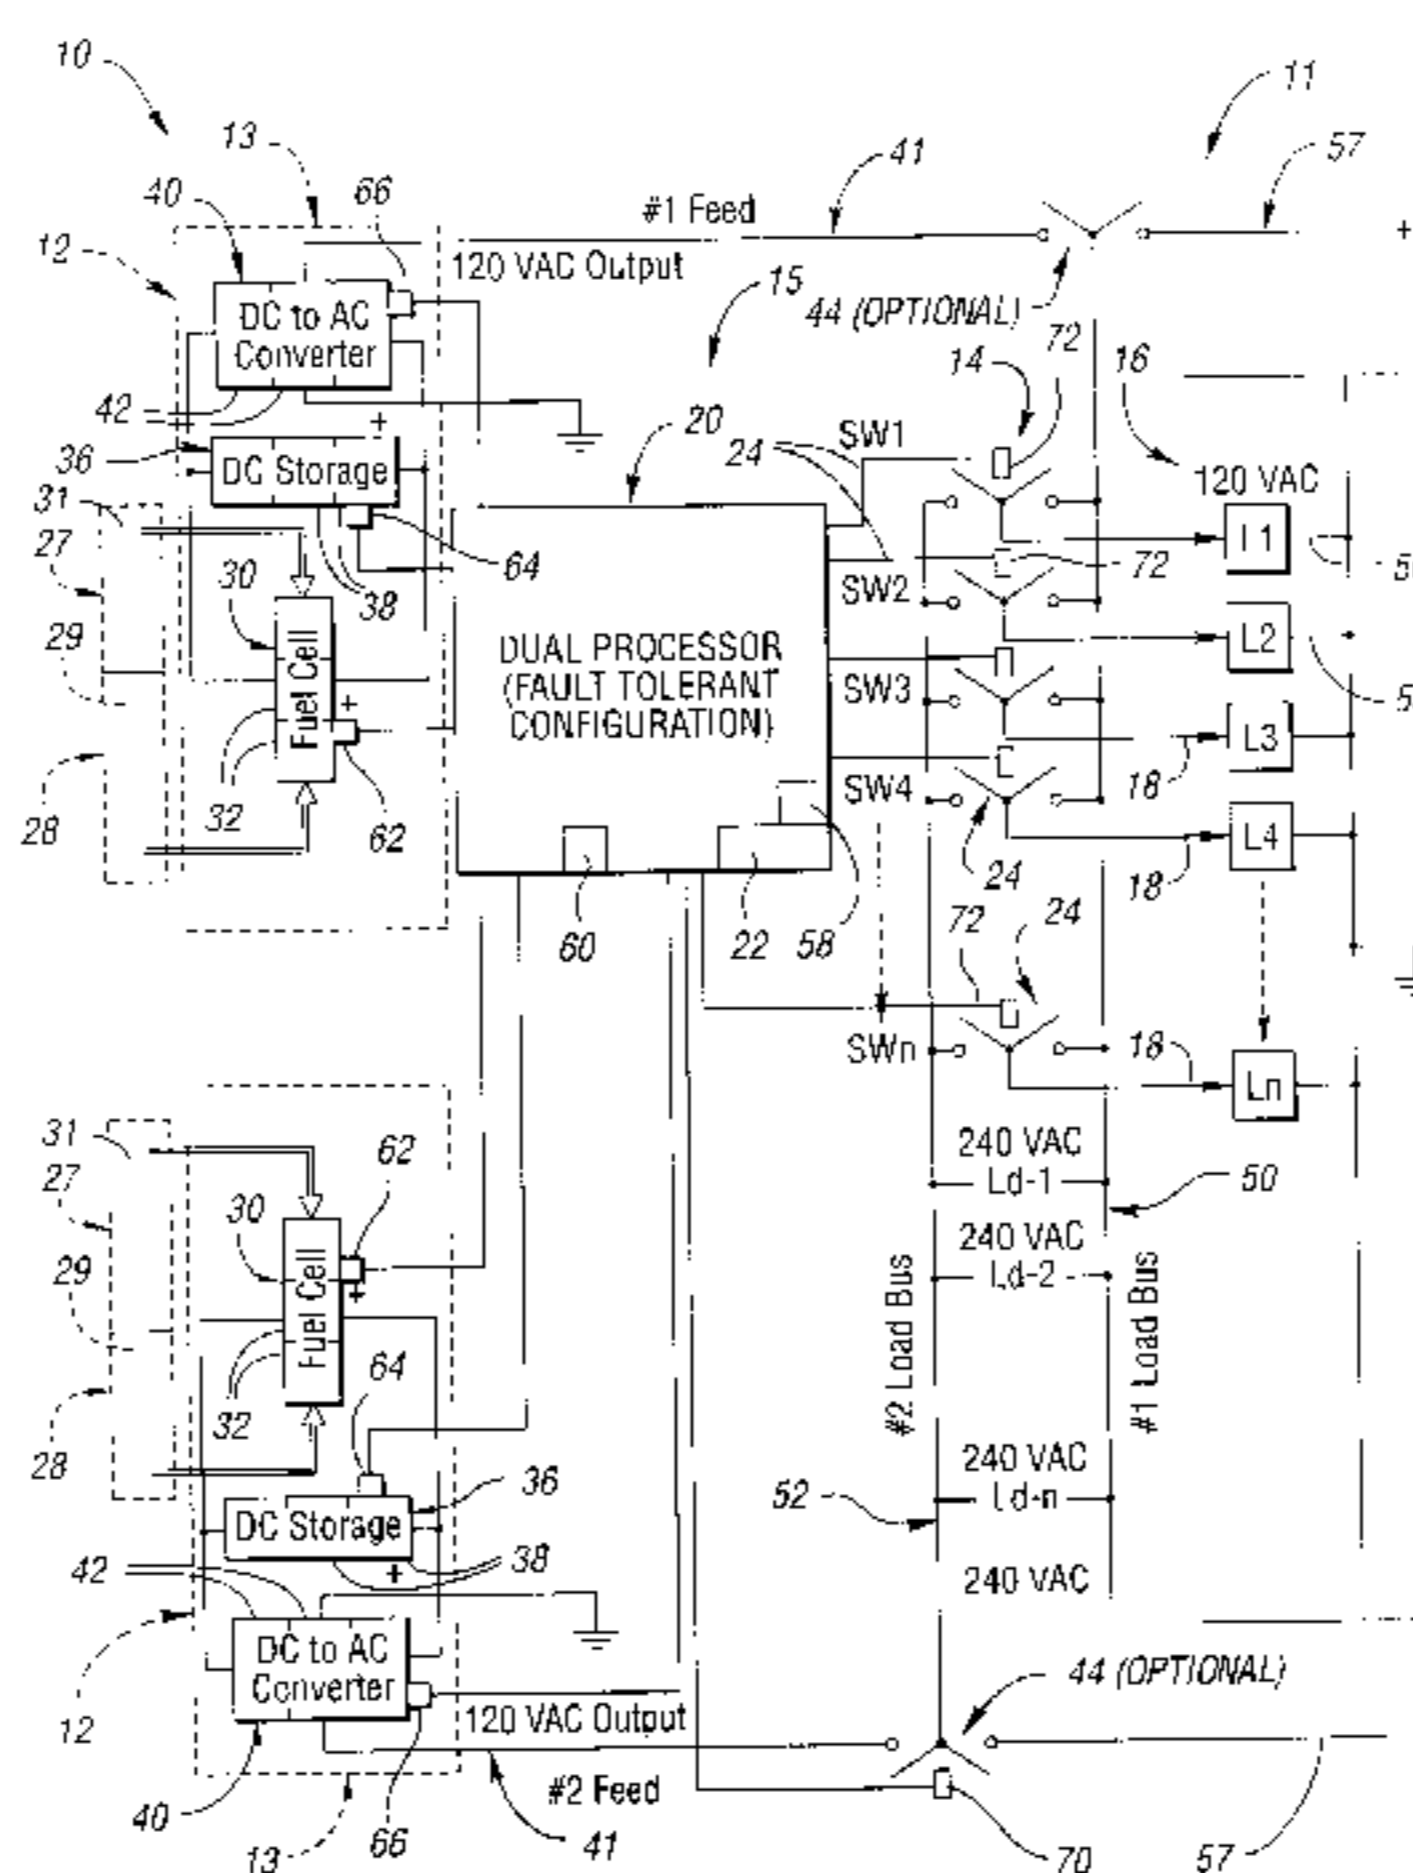 10
11
13
41
57
40
66
#1 Feed
12
120 VAC Output
+
DC to AC
Converter
15
44 (OPTIONAL)
72
14
16
42
+
20
SW1
24
36
DC Storage
120 VAC
31
27
64
L1
72
30
38
SW2
29
Fuel Cell
DUAL PROCESSOR
(FAULT TOLERANT
CONFIGURATION)
L2
+
SW3
L3
18
28
32
62
SW4
L4
24
18
60
22
58
72
24
SWn
18
Ln
31
62
240 VAC
Ld-1
50
27
30
240 VAC
Ld-2
29
Fuel Cell
#2 Load Bus
#1 Load Bus
64
32
28
36
240 VAC
Ld-n
52
DC Storage
38
42
+
240 VAC
DC to AC
Converter
44 (OPTIONAL)
12
120 VAC Output
#2 Feed
40
13
66
41
70
57